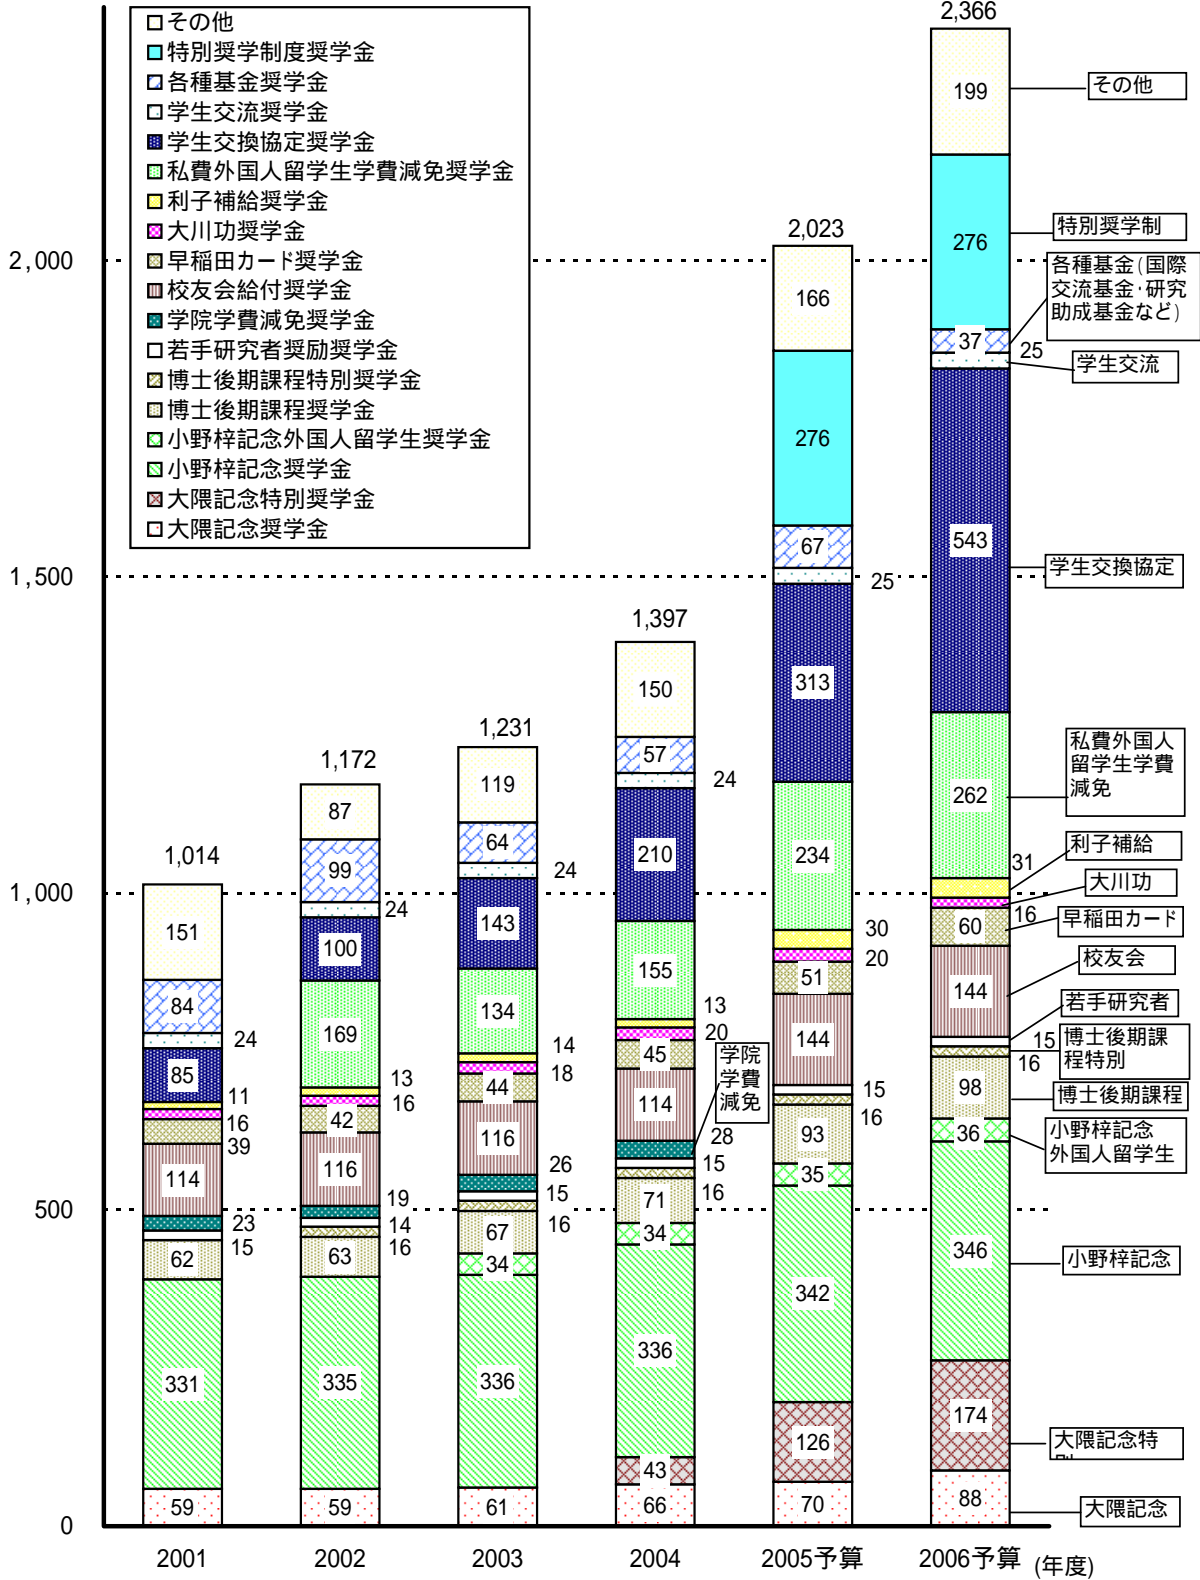 その他
特別奨学制度奨学金
各種基金奨学金
学生交流奨学金
学生交換協定奨学金
私費外国人留学生学費減免奨学金
利子補給奨学金
大川功奨学金
早稲田カード奨学金
校友会給付奨学金
学院学費減免奨学金
若手研究者奨励奨学金
博士後期課程特別奨学金
博士後期課程奨学金
小野梓記念外国人留学生奨学金
小野梓記念奨学金
大隈記念特別奨学金
大隈記念奨学金
2,000
1,500
1,000
500
0
1,014
151
84
24
85
11
16
39
114
23
15
62
331
59
2001
1,172
87
99
24
100
169
13
16
42
116
19
14
16
63
335
59
2002
1,231
119
64
24
143
134
14
18
44
116
26
15
16
67
34
336
61
2003
1,397
150
57
24
210
155
13
20
45
114
28
15
16
71
34
336
43
66
2004
学院
学費
減免
2,023
166
276
67
25
313
234
30
20
51
144
15
16
93
35
342
126
70
2005予算
2,366
199
276
37
25
543
262
31
16
60
144
15
16
98
36
346
174
88
2006予算
(年度)
その他
特別奨学制
各種基金(国際
交流基金・研究
助成基金など)
学生交流
学生交換協定
私費外国人
留学生学費
減免
利子補給
大川功
早稲田カード
校友会
若手研究者
博士後期課
程特別
博士後期課程
小野梓記念
外国人留学生
小野梓記念
大隈記念特
大隈記念